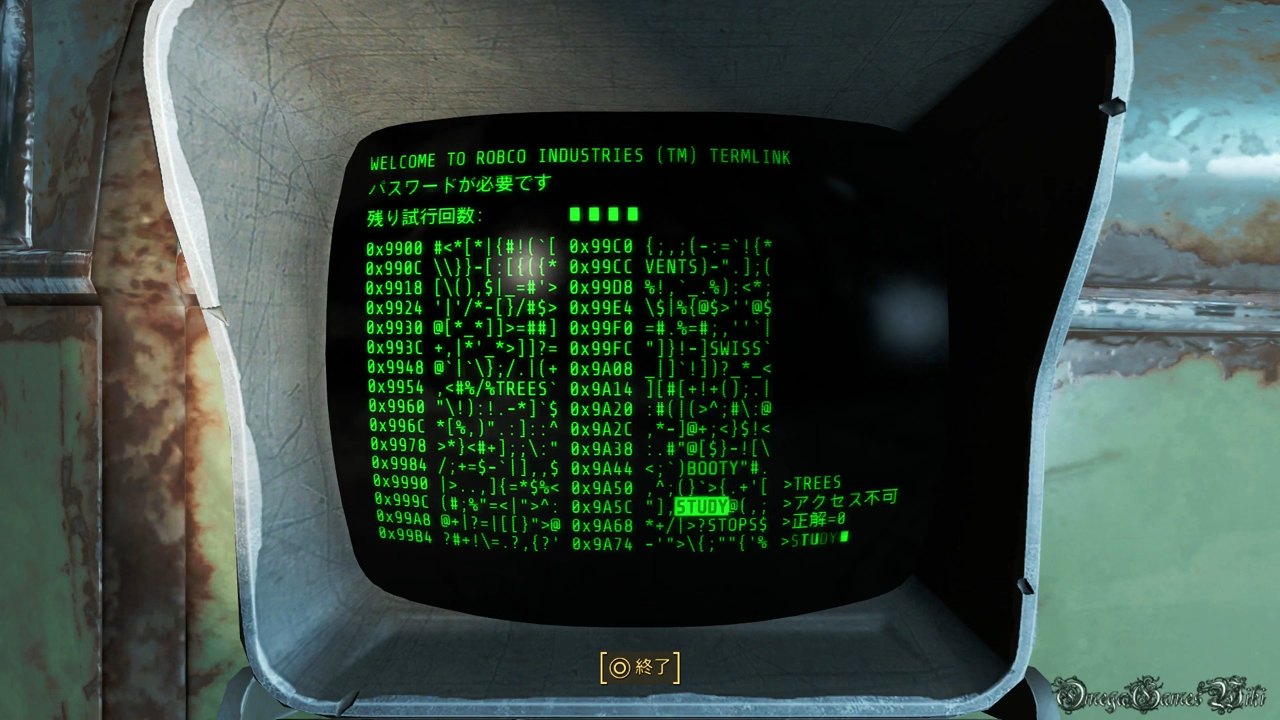 WELCOME TO ROBCO INDUSTRIES (TM) TERMLINK
パスワードが必要です
残り試行回数:
0x9900 #<*[*|{#!(`[ 0x99C0 {;,;(-:=`!{*
0x990C \\}}-[:[{({* 0x99CC VENTS)-".];(
0x9918 [\(),$|_=#'> 0x99D8 %!,`_.%):<*;
0x9924 '|'/*-[}/#$> 0x99E4 \$|%{@$>''@$
0x9930 @[*_*]]>=##] 0x99F0 =#.%=#;,''`|
0x993C +,|*'_*>]]?= 0x99FC "]}!-]SWISS`
0x9948 @`|`\};/.|(+ 0x9A08 _|]`!])?_*_<
0x9954 ,<#%/%TREES` 0x9A14 ][#[+!+();.|
0x9960 "\!):!.-*]`$ 0x9A20 :#(|(>^;#\:@
0x996C *[%,)".:]::^ 0x9A2C ,*-]@+;<}$!<
0x9978 >*}<#+];;\:" 0x9A38 :.#"@[$}-![\
0x9984 /;+=$-`|],,$ 0x9A44 <;`)BOOTY"#.
0x9990 |>..,]{=*$%< 0x9A50 ,^;(}`>{.+'[ >TREES
0x999C (#;%"=<|">^: 0x9A5C "],STUDY@(,; >アクセス不可
0x99A8 @+|?=|[[}">@ 0x9A68 *+/|>?STOPS$ >正解=0
0x99B4 ?#+!\=.?,{?' 0x9A74 -'">\{;""{'% >STUDY
終了
OmegaGames Wiki